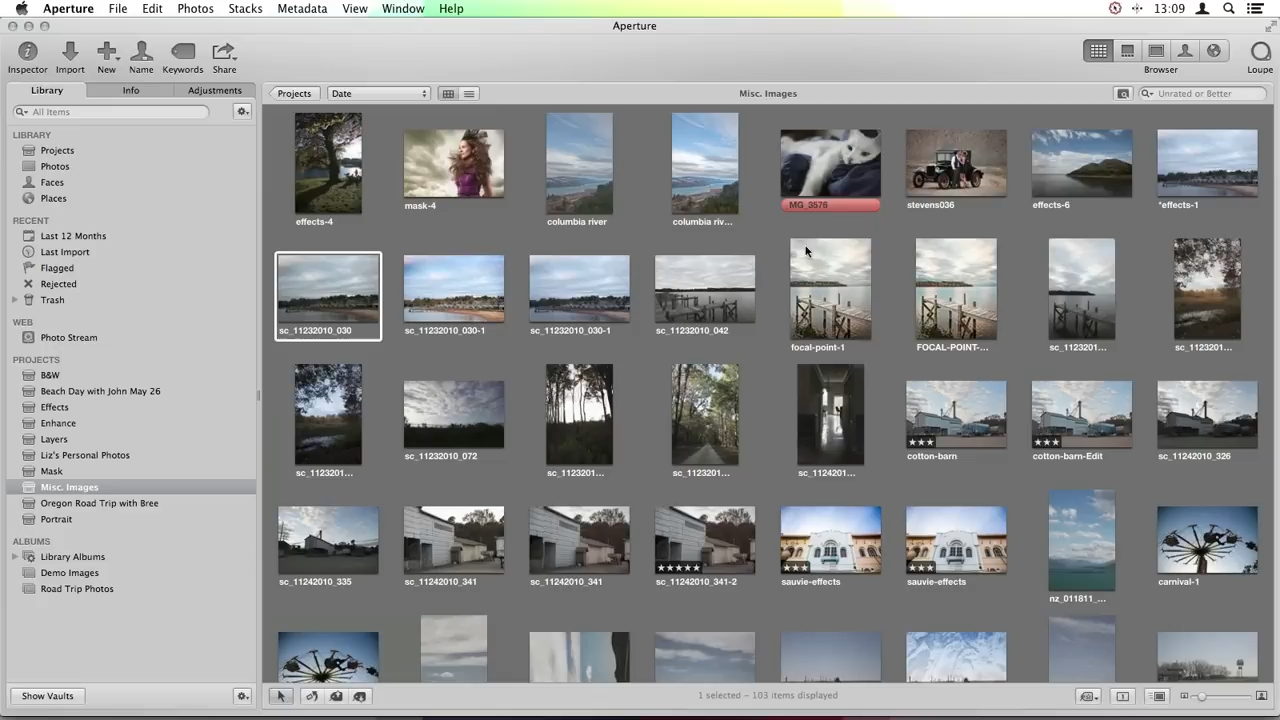 Aperture File Edit Photos Stacks Metadata View Window Help 13:09
Aperture
Inspector Import New Name Keywords Share Browser Loupe
Library Info Adjustments
Projects Date Misc. Images Unrated or Better
All Items
LIBRARY
Projects
Photos
Faces
Places
RECENT
Last 12 Months
Last Import
Flagged
Rejected
Trash
WEB
Photo Stream
PROJECTS
B&W
Beach Day with John May 26
Effects
Enhance
Layers
Liz's Personal Photos
Mask
Misc. Images
Oregon Road Trip with Bree
Portrait
ALBUMS
Library Albums
Demo Images
Road Trip Photos
Show Vaults
effects-4 mask-4 columbia river columbia riv... MG_3576 stevens036 effects-6 *effects-1
sc_11232010_030 sc_11232010_030-1 sc_11232010_030-1 sc_11232010_042 focal-point-1 FOCAL-POINT-... sc_1123201... sc_1123201...
sc_1123201... sc_11232010_072 sc_1123201... sc_1123201... sc_1124201... cotton-barn cotton-barn-Edit sc_11242010_326
sc_11242010_335 sc_11242010_341 sc_11242010_341 sc_11242010_341-2 sauvie-effects sauvie-effects nz_011811_... carnival-1
1 selected – 103 items displayed